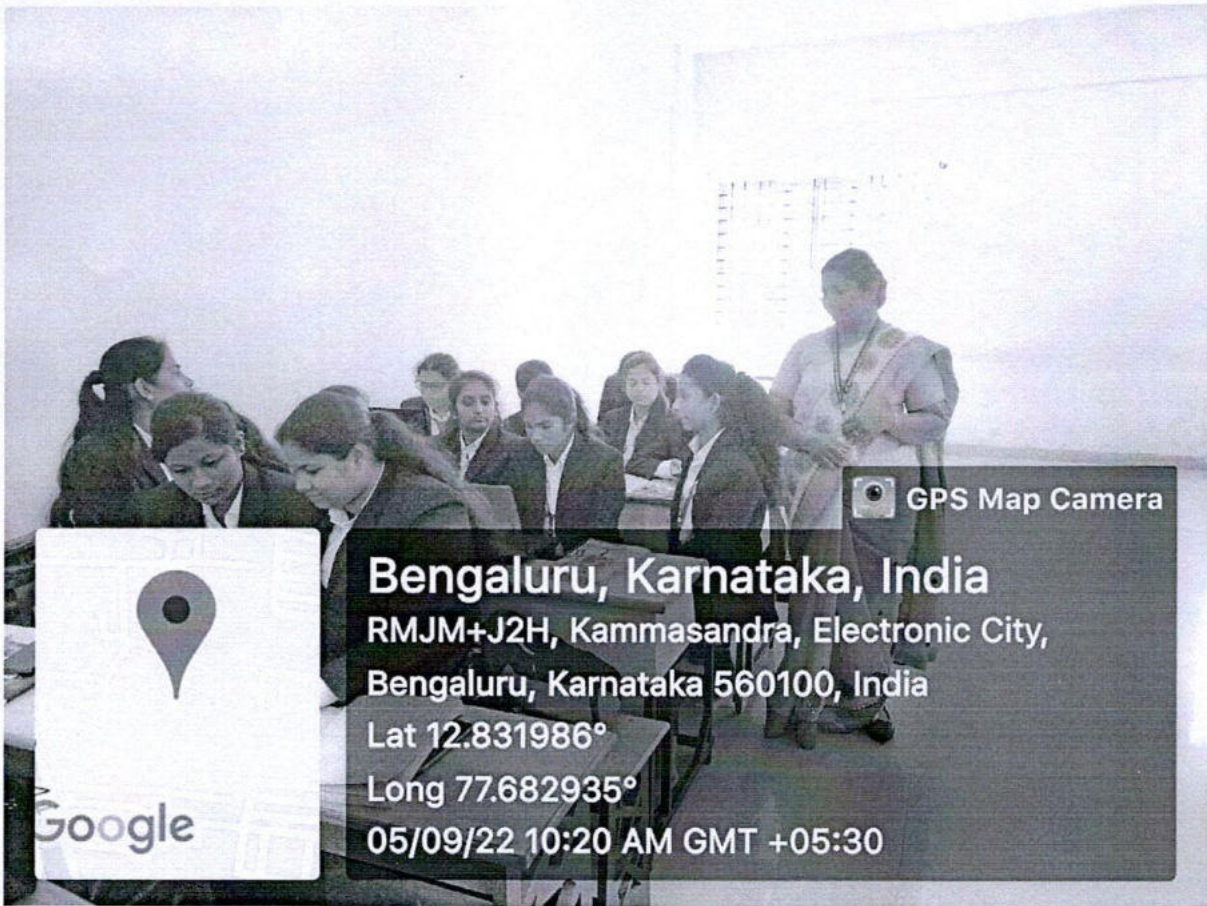 GPS Map Camera
Bengaluru, Karnataka, India
RMJM+J2H, Kammasandra, Electronic City,
Bengaluru, Karnataka 560100, India
Lat 12.831986°
Long 77.682935°
05/09/22 10:20 AM GMT +05:30
Google